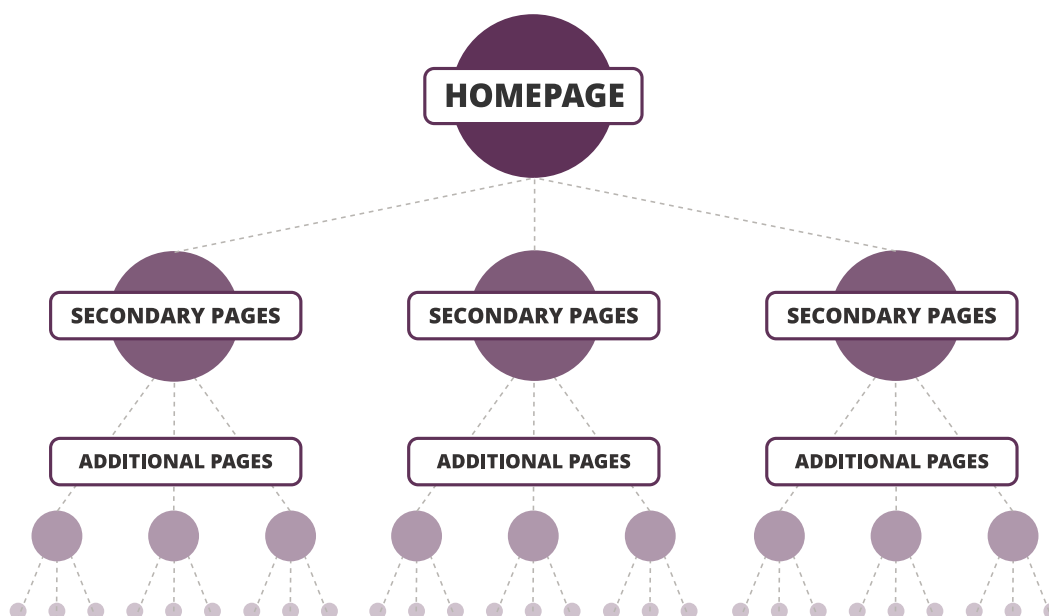 HOMEPAGE
SECONDARY PAGES
SECONDARY PAGES
SECONDARY PAGES
ADDITIONAL PAGES
ADDITIONAL PAGES
ADDITIONAL PAGES